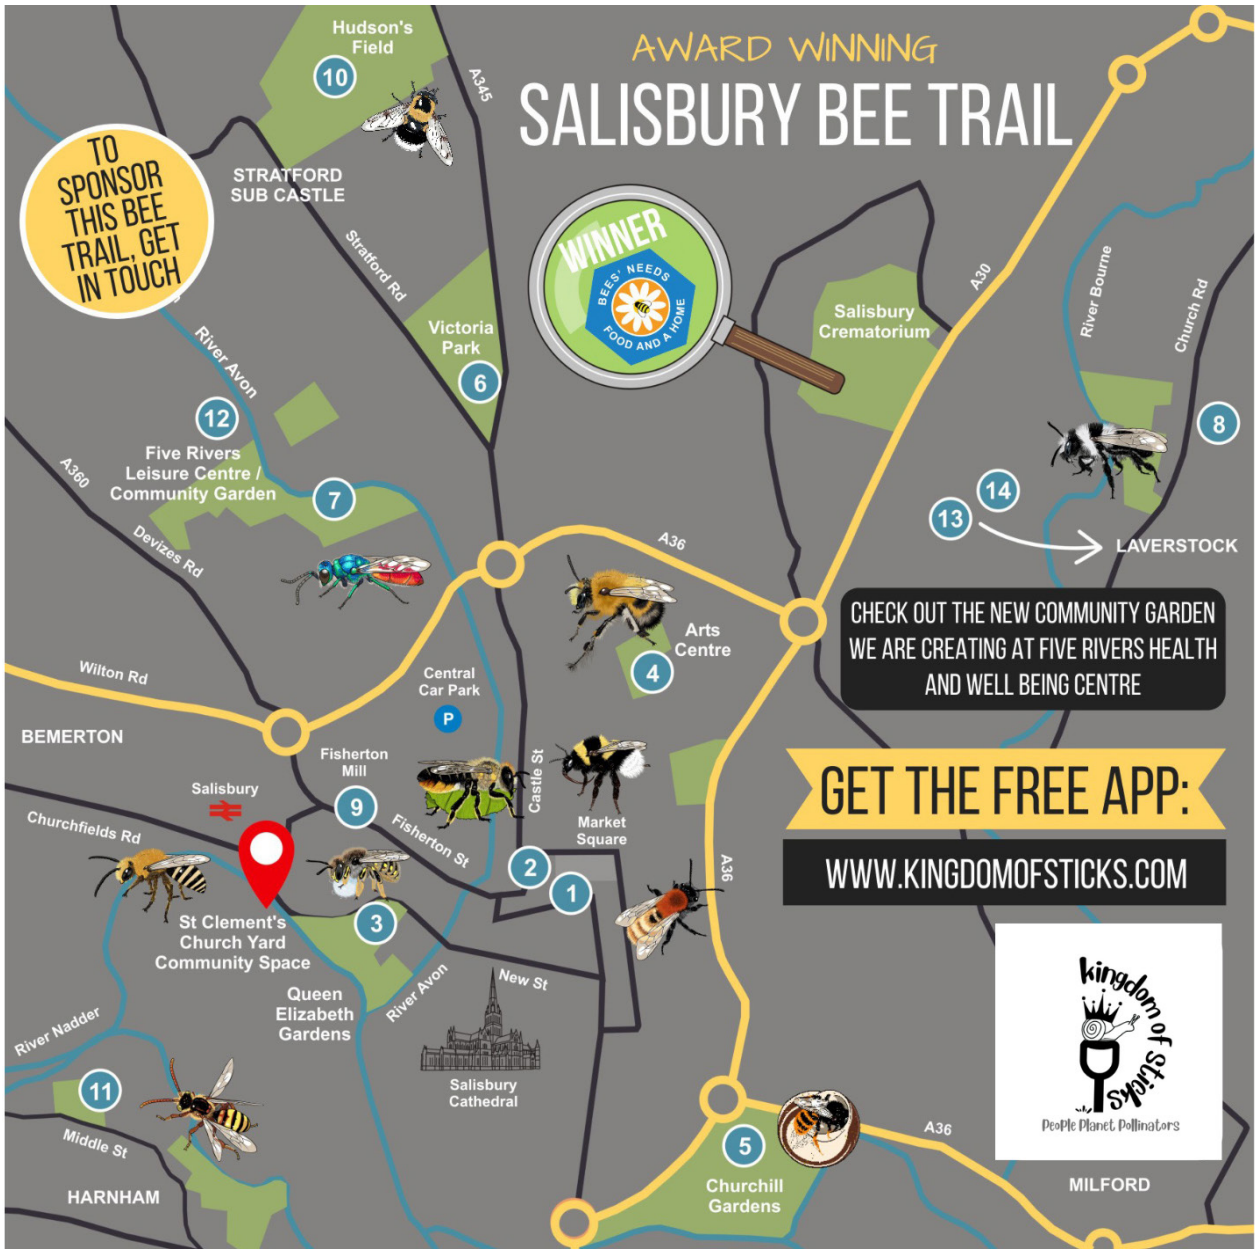 AWARD WINNING
SALISBURY BEE TRAIL
Hudson's
Field
10
A345
TO
SPONSOR
THIS BEE
TRAIL, GET
IN TOUCH
STRATFORD
SUB CASTLE
Stratford Rd
WINNER
BEES' NEEDS
FOOD AND A HOME
A30
River Bourne
Church Rd
Salisbury
Crematorium
Victoria
Park
6
River Avon
12
8
Five Rivers
Leisure Centre /
Community Garden
7
A360
Devizes Rd
14
13
LAVERSTOCK
A36
CHECK OUT THE NEW COMMUNITY GARDEN
WE ARE CREATING AT FIVE RIVERS HEALTH
AND WELL BEING CENTRE
Arts
Centre
4
Wilton Rd
Central
Car Park
P
BEMERTON
Fisherton
Mill
9
Castle St
GET THE FREE APP:
WWW.KINGDOMOFSTICKS.COM
Salisbury
Churchfields Rd
Fisherton St
Market
Square
2
1
A36
3
St Clement's
Church Yard
Community Space
Queen
Elizabeth
Gardens
River Avon
New St
Salisbury
Cathedral
River Nadder
11
Middle St
HARNHAM
5
Churchill
Gardens
A36
kingdom of sticks
People Planet Pollinators
MILFORD